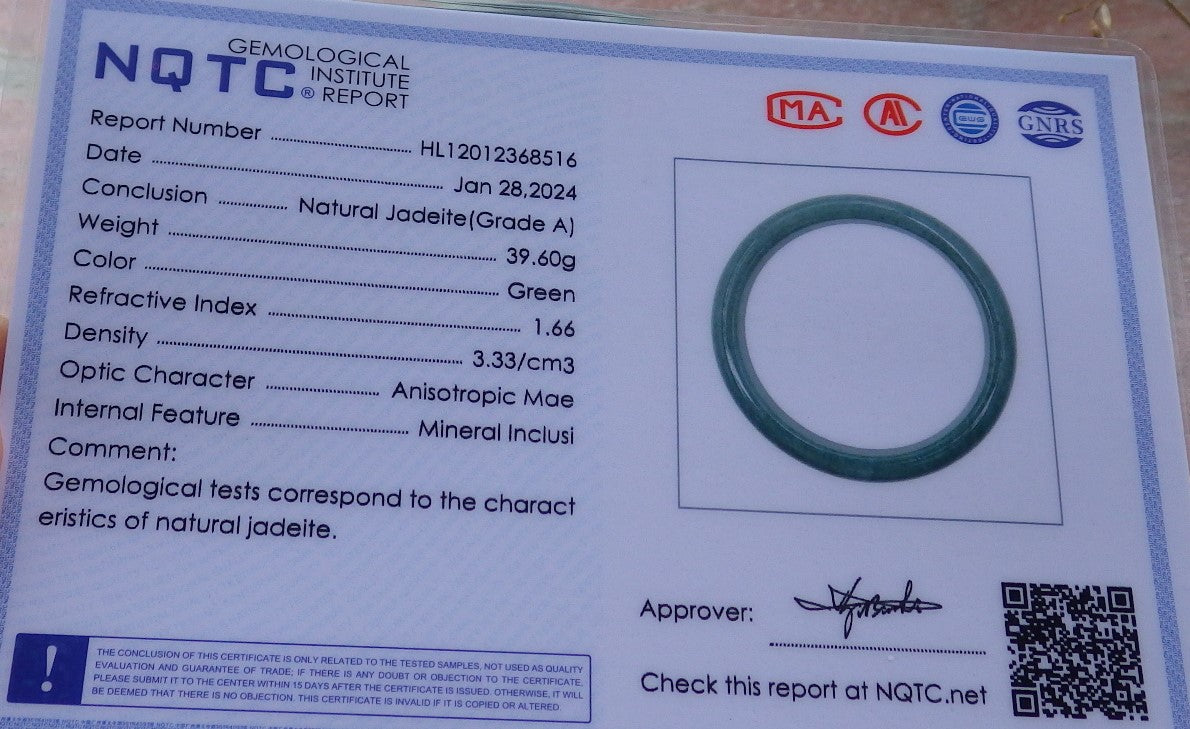 NQTC® GEMOLOGICAL
INSTITUTE
REPORT
MA
GWG
GNRS
Report Number ........ HL12012368516
Date ........ Jan 28,2024
Conclusion ........ Natural Jadeite(Grade A)
Weight ........ 39.60g
Color ........ Green
Refractive Index ........ 1.66
Density ........ 3.33/cm3
Optic Character ........ Anisotropic Mae
Internal Feature ........ Mineral Inclusi
Comment:
Gemological tests correspond to the charact
eristics of natural jadeite.
Approver:
Check this report at NQTC.net
!
THE CONCLUSION OF THIS CERTIFICATE IS ONLY RELATED TO THE TESTED SAMPLES, NOT USED AS QUALITY
EVALUATION AND GUARANTEE OF TRADE; IF THERE IS ANY DOUBT OR OBJECTION TO THE CERTIFICATE,
PLEASE SUBMIT IT TO THE CENTER WITHIN 15 DAYS AFTER THE CERTIFICATE IS ISSUED. OTHERWISE, IT WILL
BE DEEMED THAT THERE IS NO OBJECTION. THIS CERTIFICATE IS INVALID IF IT IS COPIED OR ALTERED.